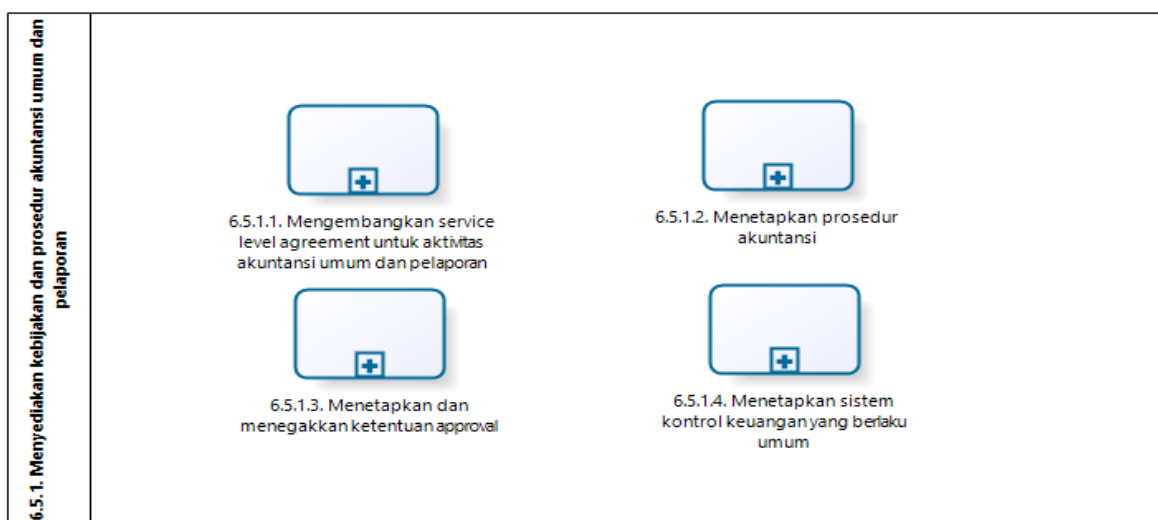 6.5.1. Menyediakan kebijakan dan prosedur akuntansi umum dan
pelaporan
6.5.1.1. Mengembangkan service
level agreement untuk aktivitas
akuntansi umum dan pelaporan
6.5.1.2. Menetapkan prosedur
akuntansi
6.5.1.3. Menetapkan dan
menegakkan ketentuan approval
6.5.1.4. Menetapkan sistem
kontrol keuangan yang berlaku
umum